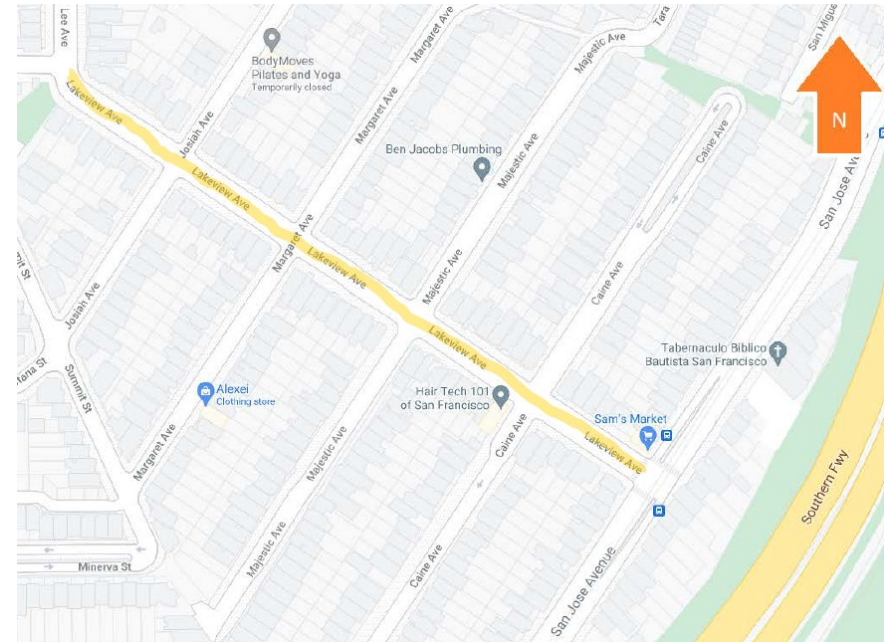 Lee Ave
Lakeview Ave
BodyMoves
Pilates and Yoga
Temporarily closed
Josiah Ave
Margaret Ave
Margaret Ave
Majestic Ave
Tara
San Migue
N
Ben Jacobs Plumbing
Majestic Ave
Caine Ave
San Jose Ave
Lakeview Ave
Margaret Ave
Lakeview Ave
Majestic Ave
Caine Ave
Josiah Ave
mit St
tana St
Summit St
Lakeview Ave
Tabernaculo Biblico
Bautista San Francisco
Alexei
Clothing store
Hair Tech 101
of San Francisco
Sam's Market
Lakeview Ave
Margaret Ave
Majestic Ave
Caine Ave
Southern Fwy
Majestic Ave
Caine Ave
San Jose Avenue
Minerva St